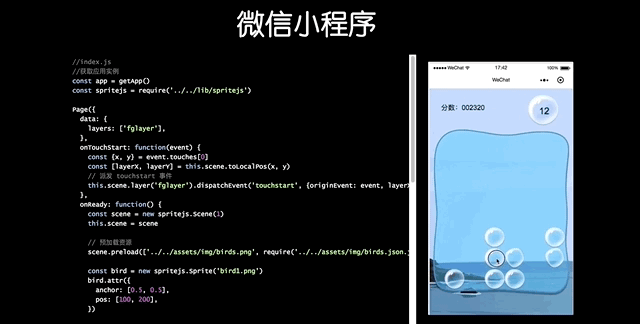 微信小程序
//index.js
//获取应用实例
const app = getApp()
const spritejs = require('../../lib/spritejs')
Page({
data: {
layers: ['fglayer'],
},
onTouchStart: function(event) {
const {x, y} = event.touches[0]
const [layerX, layerY] = this.scene.toLocalPos(x, y)
// 派发 touchstart 事件
this.scene.layer('fglayer').dispatchEvent('touchstart', {originEvent: event, layerX
},
onReady: function() {
const scene = new spritejs.Scene(1)
this.scene = scene
// 预加载资源
scene.preload(['../../assets/img/birds.png', require('../../assets/img/birds.json.j
const bird = new spritejs.Sprite('bird1.png')
bird.attr({
anchor: [0.5, 0.5],
pos: [100, 200],
})
WeChat 17:42 100%
WeChat
分数: 002320
12